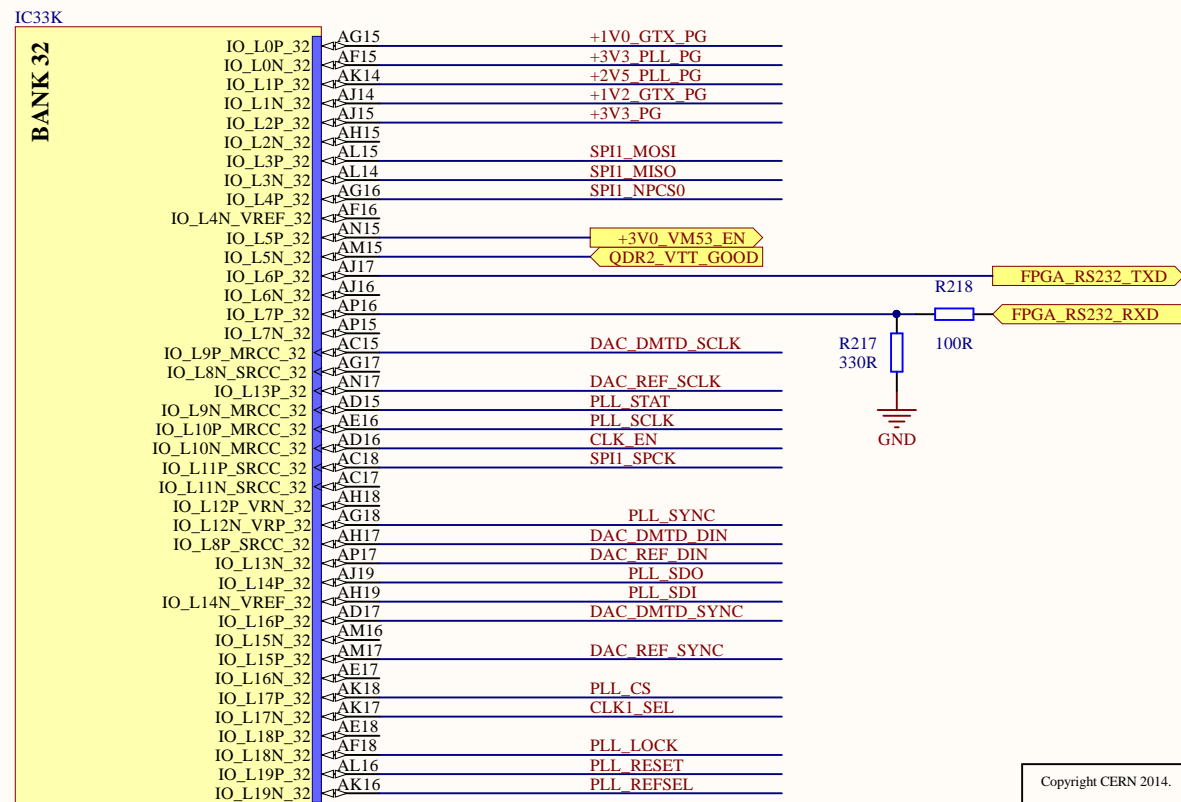 IC33K
BANK 32
IO_L0P_32 AG15 +1V0_GTX_PG
IO_L0N_32 AF15 +3V3_PLL_PG
IO_L1P_32 AK14 +2V5_PLL_PG
IO_L1N_32 AJ14 +1V2_GTX_PG
IO_L2P_32 AJ15 +3V3_PG
IO_L2N_32 AH15
IO_L3P_32 AL15 SPI1_MOSI
IO_L3N_32 AL14 SPI1_MISO
IO_L4P_32 AG16 SPI1_NPCS0
IO_L4N_VREF_32 AF16
IO_L5P_32 AN15 +3V0_VM53_EN
IO_L5N_32 AM15 QDR2_VTT_GOOD
IO_L6P_32 AJ17 FPGA_RS232_TXD
IO_L6N_32 AJ16 R218
IO_L7P_32 AP16 FPGA_RS232_RXD
IO_L7N_32 AP15
IO_L9P_MRCC_32 AC15 DAC_DMTD_SCLK R217 100R
IO_L8N_SRCC_32 AG17 330R
IO_L13P_32 AN17 DAC_REF_SCLK
IO_L9N_MRCC_32 AD15 PLL_STAT
IO_L10P_MRCC_32 AE16 PLL_SCLK
IO_L10N_MRCC_32 AD16 CLK_EN GND
IO_L11P_SRCC_32 AC18 SPI1_SPCK
IO_L11N_SRCC_32 AC17
IO_L12P_VRN_32 AH18
IO_L12N_VRP_32 AG18 PLL_SYNC
IO_L8P_SRCC_32 AH17 DAC_DMTD_DIN
IO_L13N_32 AP17 DAC_REF_DIN
IO_L14P_32 AJ19 PLL_SDO
IO_L14N_VREF_32 AH19 PLL_SDI
IO_L16P_32 AD17 DAC_DMTD_SYNC
IO_L15N_32 AM16
IO_L15P_32 AM17 DAC_REF_SYNC
IO_L16N_32 AE17
IO_L17P_32 AK18 PLL_CS
IO_L17N_32 AK17 CLK1_SEL
IO_L18P_32 AE18
IO_L18N_32 AF18 PLL_LOCK
IO_L19P_32 AL16 PLL_RESET
IO_L19N_32 AK16 PLL_REFSEL
Copyright CERN 2014.